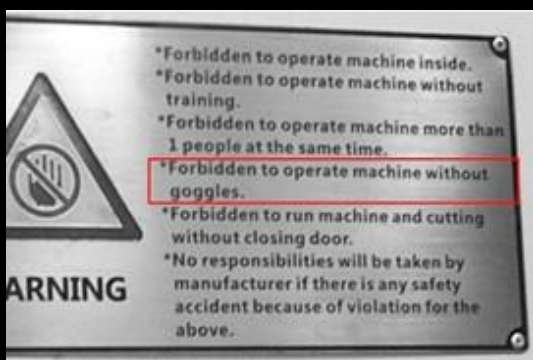 *Forbidden to operate machine inside.
*Forbidden to operate machine without
training.
*Forbidden to operate machine more than
1 people at the same time.
*Forbidden to operate machine without
goggles.
*Forbidden to run machine and cutting
without closing door.
*No responsibilities will be taken by
manufacturer if there is any safety
accident because of violation for the
above.
ARNING